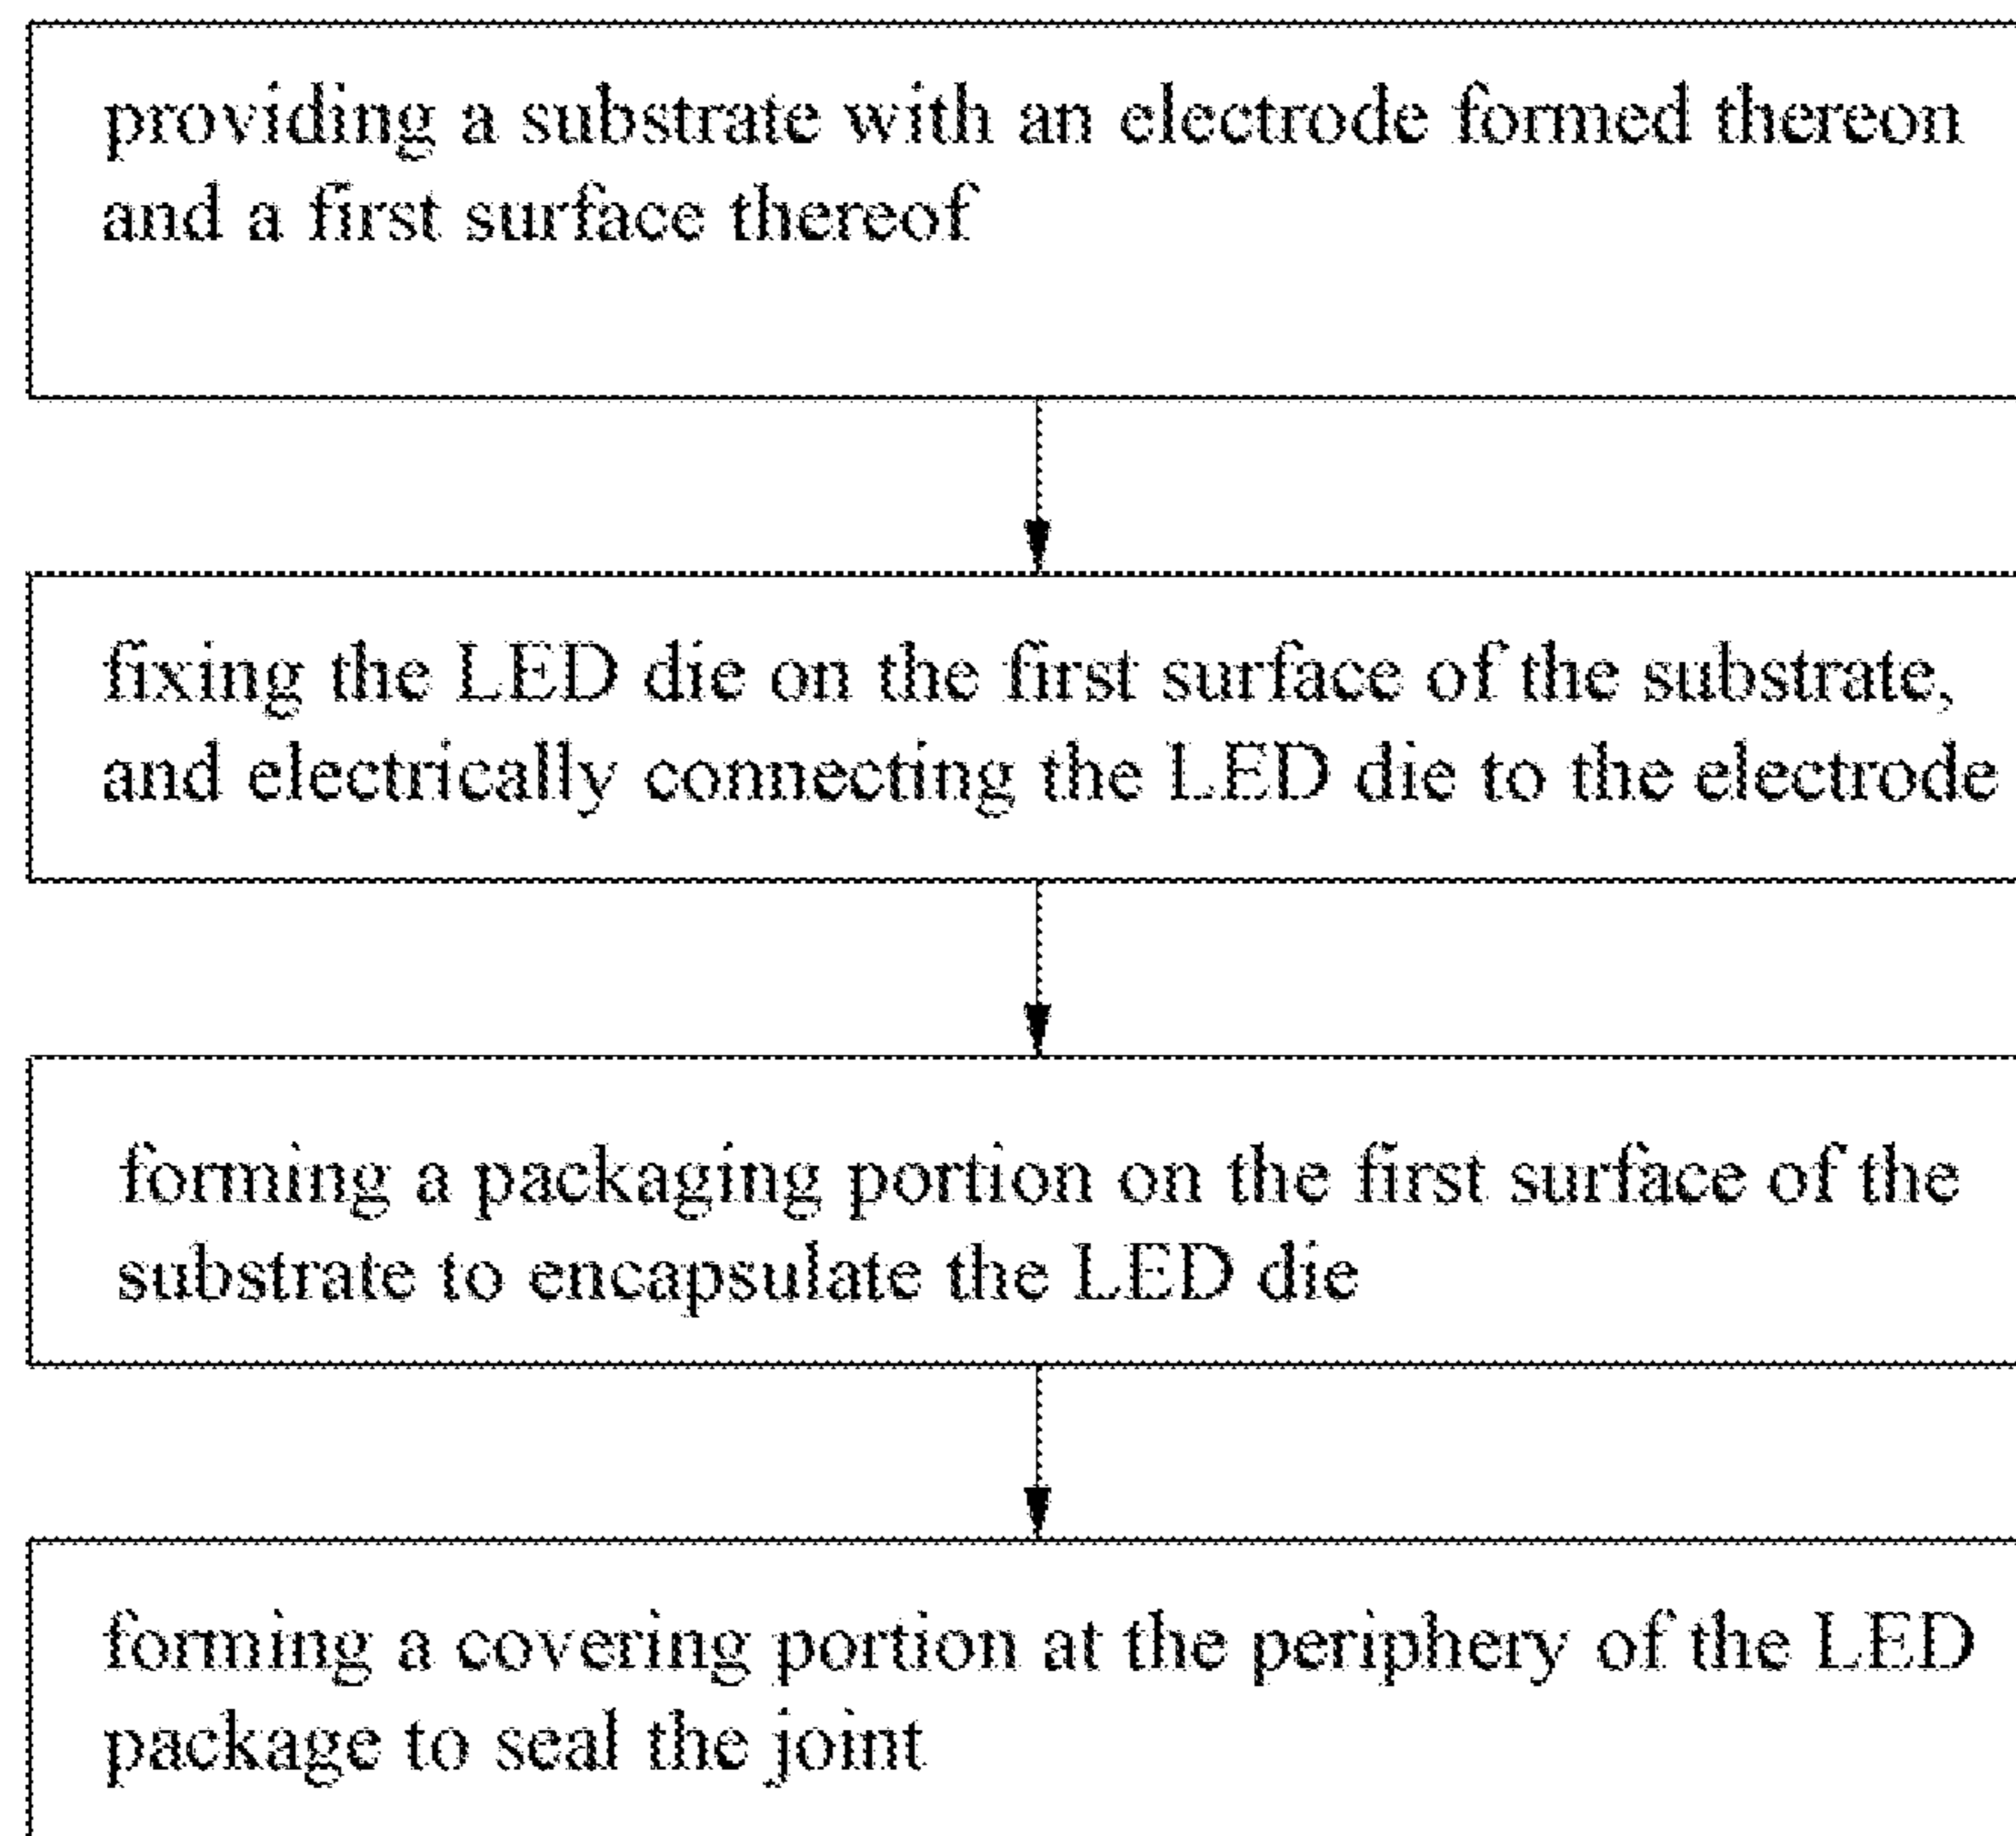 providing a substrate with an electrode formed thereon
and a first surface thereof
fixing the LED die on the first surface of the substrate,
and electrically connecting the LED die to the electrode
forming a packaging portion on the first surface of the
substrate to encapsulate the LED die
forming a covering portion at the periphery of the LED
package to seal the joint